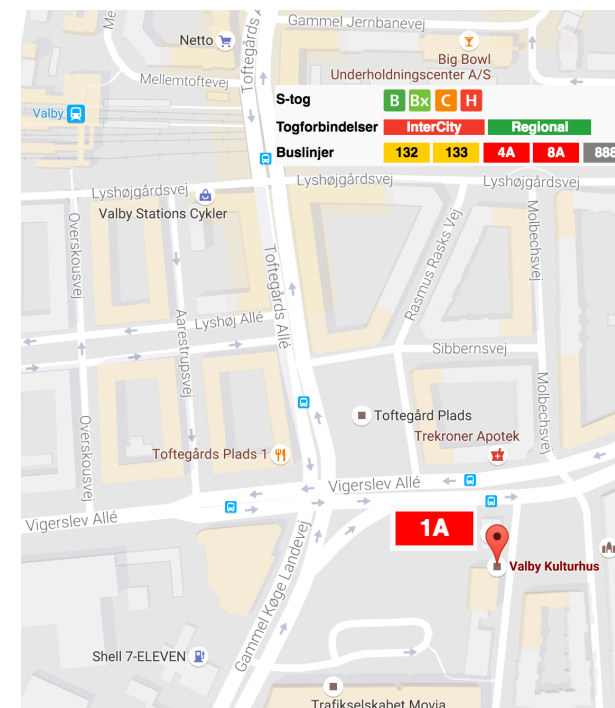 Me
Toftegårds A
Gammel Jernbanevej
Netto
Big Bowl
Underholdningscenter A/S
Mellemtoftevej
Valby
S-tog B Bx C H
Togforbindelser InterCity Regional
Buslinjer 132 133 4A 8A 888
Lyshøjgårdsvej
Lyshøjgårdsvej
Lyshøjgårdsvej
Valby Stations Cykler
Overskousvej
Rasmus Rasks Vej
Molbechsvej
Toftegårds Allé
Lyshøj Allé
Aarestrupsvej
Sibbernsvej
Molbechsvej
Toftegård Plads
Overskousvej
Trekroner Apotek
Toftegårds Plads 1
Vigerslev Allé
Vigerslev Allé
1A
Valby Kulturhus
Gammel Køge Landevej
Shell 7-ELEVEN
Trafikselskabet Movia